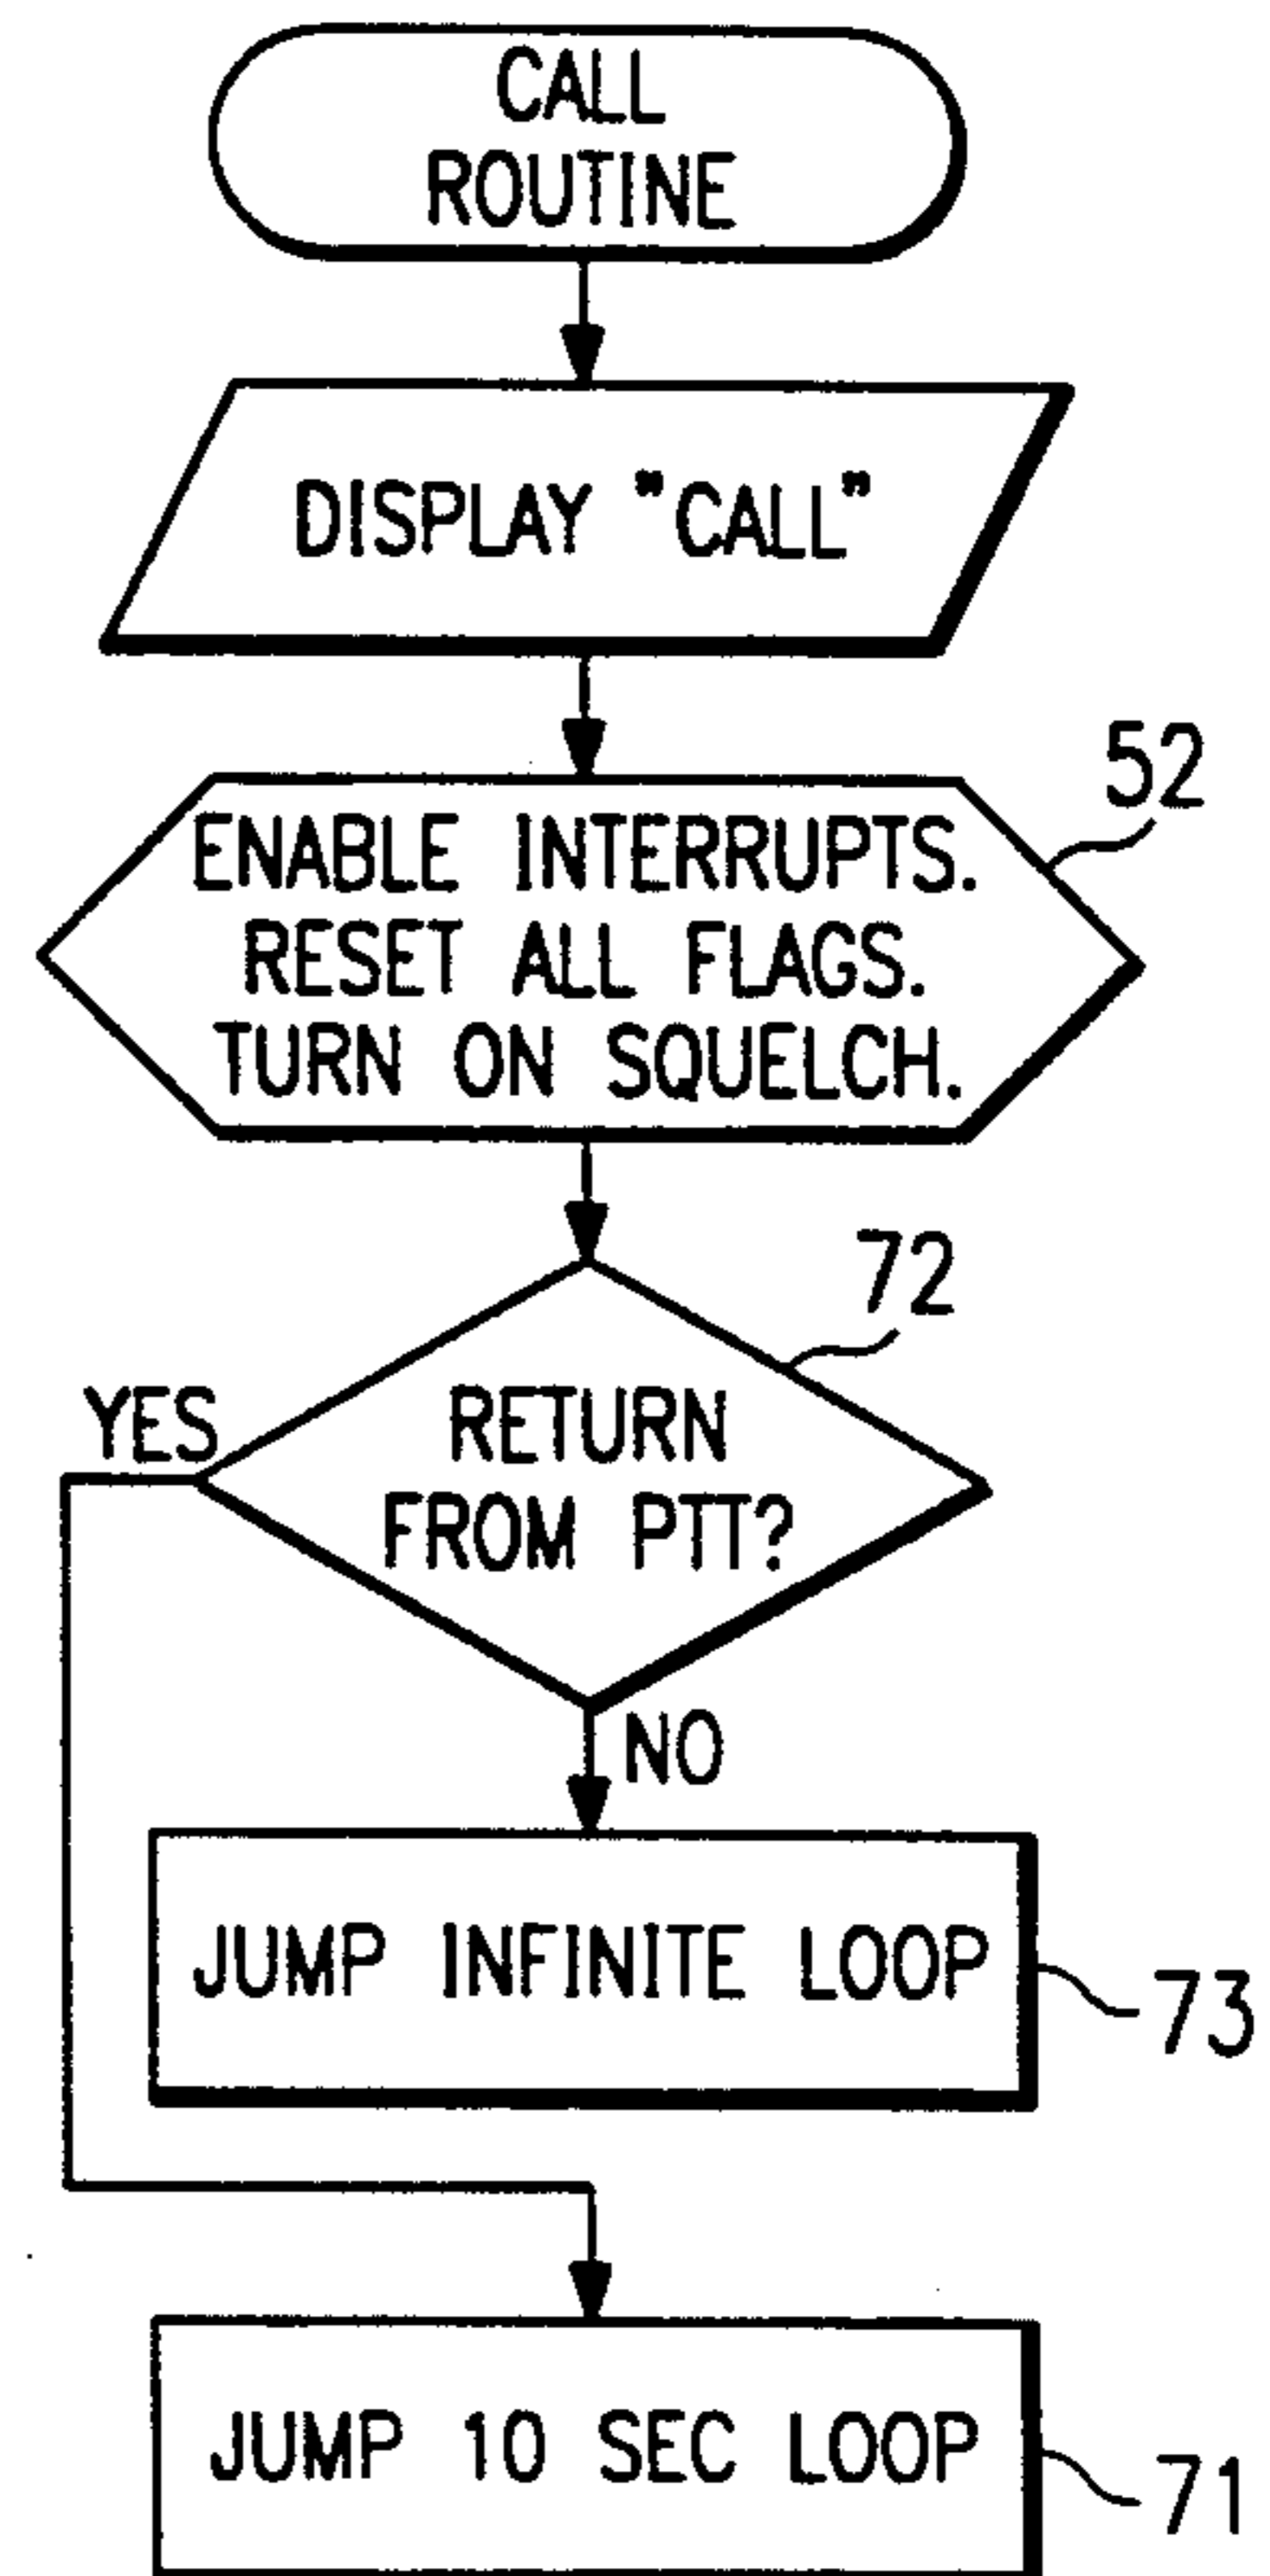 CALL
ROUTINE
DISPLAY "CALL"
52
ENABLE INTERRUPTS.
RESET ALL FLAGS.
TURN ON SQUELCH.
72
YES
RETURN
FROM PTT?
NO
JUMP INFINITE LOOP
73
JUMP 10 SEC LOOP
71